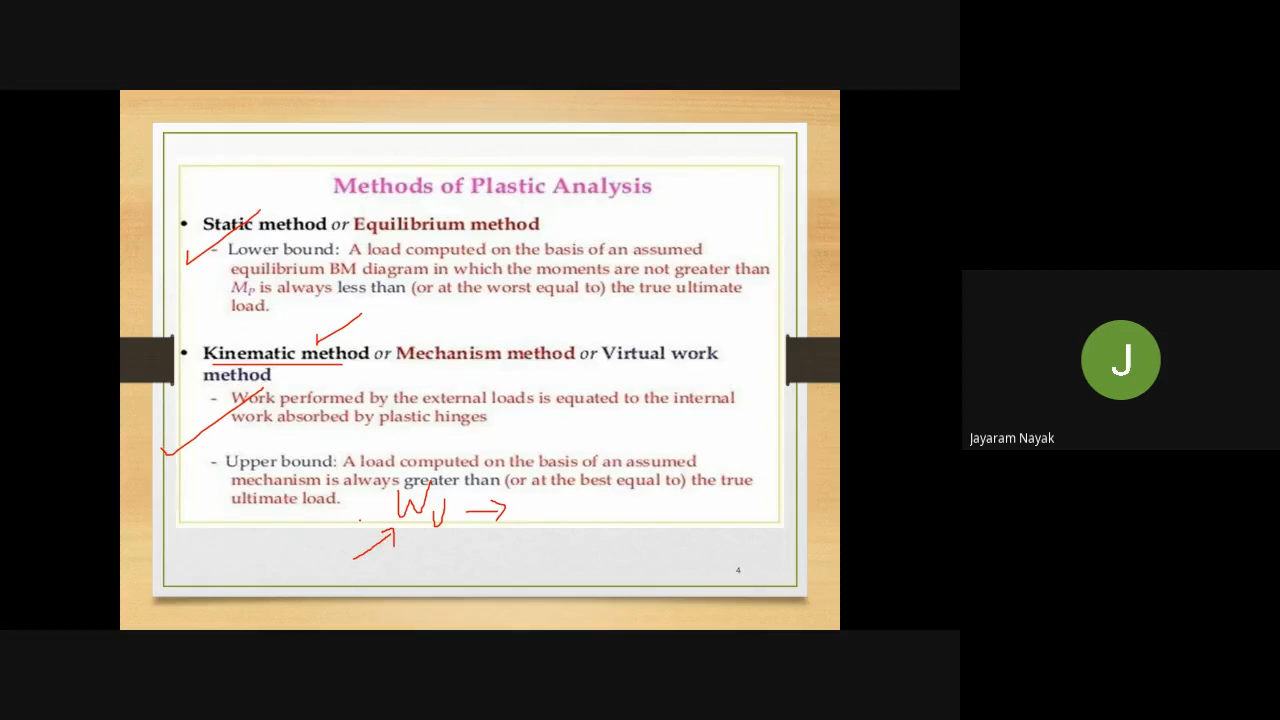 Methods of Plastic Analysis
• Static method or Equilibrium method
- Lower bound: A load computed on the basis of an assumed
equilibrium BM diagram in which the moments are not greater than
MP is always less than (or at the worst equal to) the true ultimate
load.
• Kinematic method or Mechanism method or Virtual work
method
- Work performed by the external loads is equated to the internal
work absorbed by plastic hinges
- Upper bound: A load computed on the basis of an assumed
mechanism is always greater than (or at the best equal to) the true
ultimate load.
WU →
4
J
Jayaram Nayak